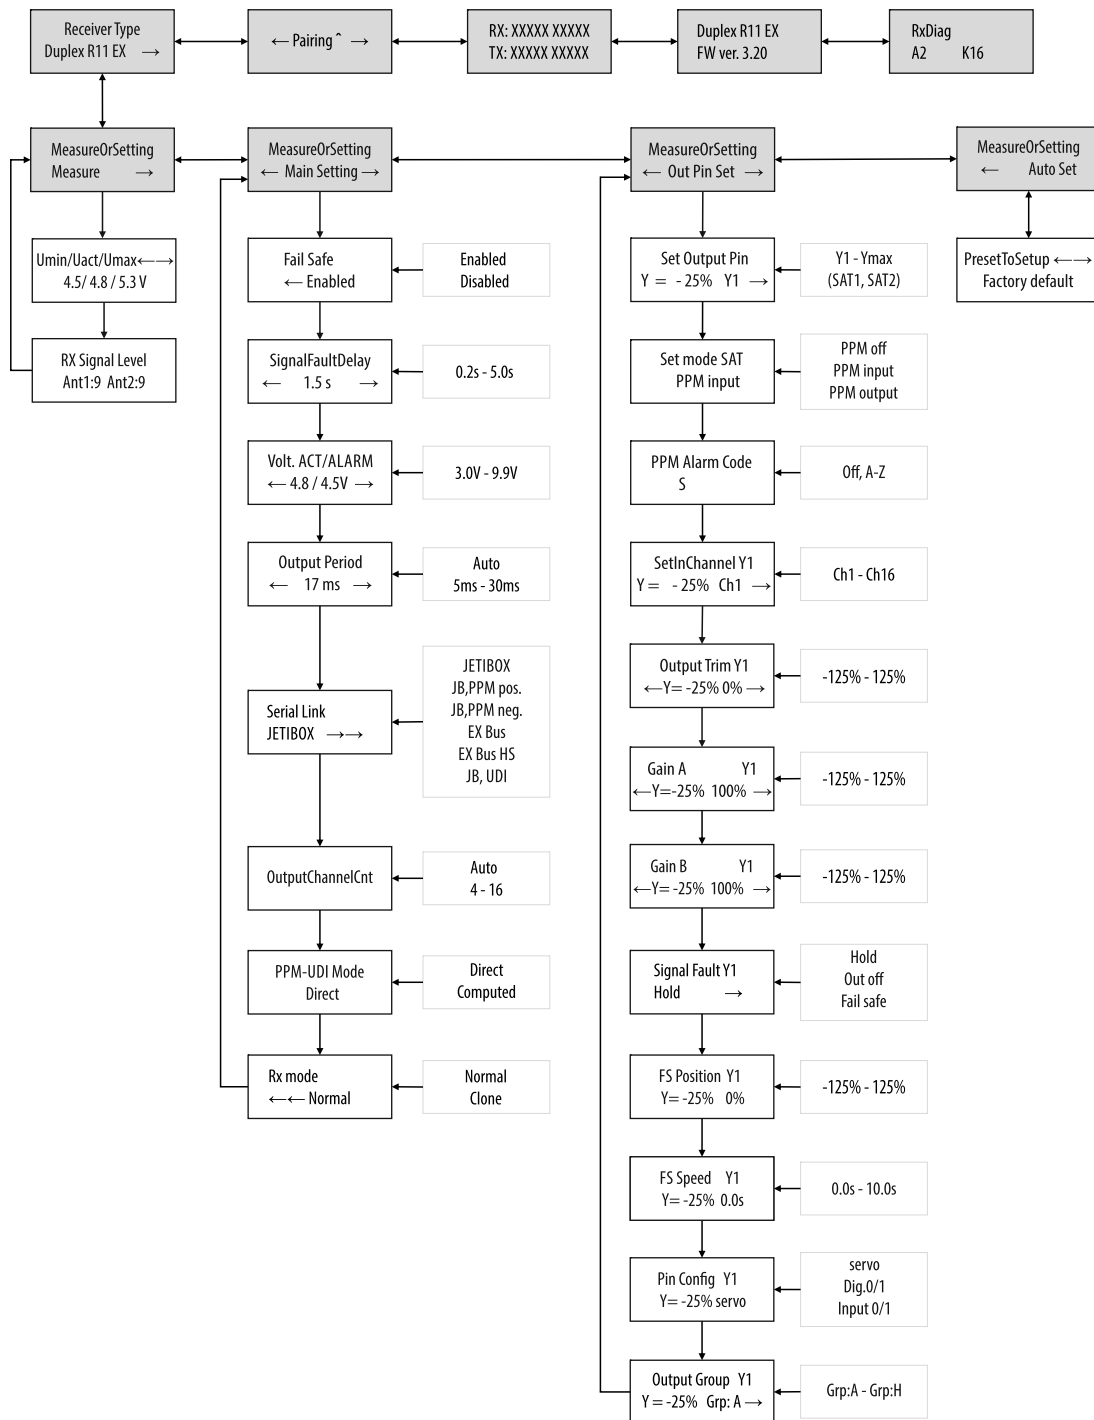 Receiver Type
Duplex R11 EX →
← Pairing ˆ →
RX: XXXXX XXXXX
TX: XXXXX XXXXX
Duplex R11 EX
FW ver. 3.20
RxDiag
A2 K16
MeasureOrSetting
Measure →
MeasureOrSetting
← Main Setting →
MeasureOrSetting
← Out Pin Set →
MeasureOrSetting
← Auto Set
Umin/Uact/Umax←→
4.5/ 4.8 / 5.3 V
RX Signal Level
Ant1:9 Ant2:9
Fail Safe
← Enabled
Enabled
Disabled
SignalFaultDelay
← 1.5 s →
0.2s - 5.0s
Volt. ACT/ALARM
← 4.8 / 4.5V →
3.0V - 9.9V
Output Period
← 17 ms →
Auto
5ms - 30ms
Serial Link
JETIBOX →→
JETIBOX
JB,PPM pos.
JB,PPM neg.
EX Bus
EX Bus HS
JB, UDI
OutputChannelCnt
Auto
4 - 16
PPM-UDI Mode
Direct
Direct
Computed
Rx mode
←← Normal
Normal
Clone
Set Output Pin
Y = - 25% Y1 →
Y1 - Ymax
(SAT1, SAT2)
Set mode SAT
PPM input
PPM off
PPM input
PPM output
PPM Alarm Code
S
Off, A-Z
SetInChannel Y1
Y = - 25% Ch1 →
Ch1 - Ch16
Output Trim Y1
←Y= -25% 0% →
-125% - 125%
Gain A Y1
←Y=-25% 100% →
-125% - 125%
Gain B Y1
←Y= -25% 100% →
-125% - 125%
Signal Fault Y1
Hold →
Hold
Out off
Fail safe
FS Position Y1
Y= -25% 0%
-125% - 125%
FS Speed Y1
Y= -25% 0.0s
0.0s - 10.0s
Pin Config Y1
Y= -25% servo
servo
Dig.0/1
Input 0/1
Output Group Y1
Y = -25% Grp: A →
Grp:A - Grp:H
PresetToSetup ←→
Factory default